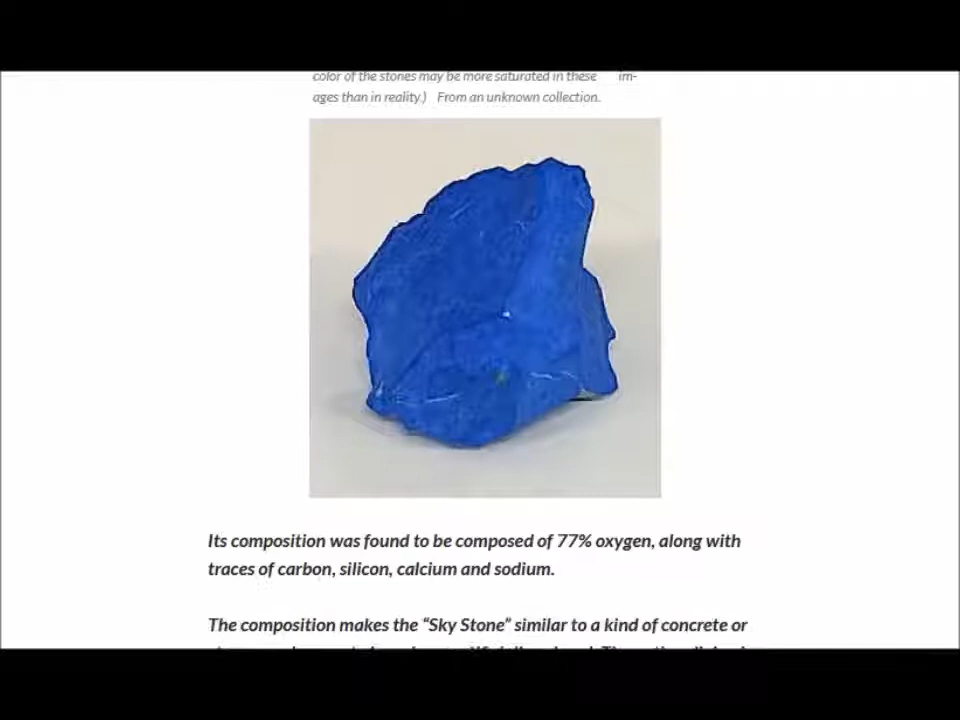 color of the stones may be more saturated in these im-
ages than in reality.) From an unknown collection.
Its composition was found to be composed of 77% oxygen, along with
traces of carbon, silicon, calcium and sodium.
The composition makes the “Sky Stone” similar to a kind of concrete or